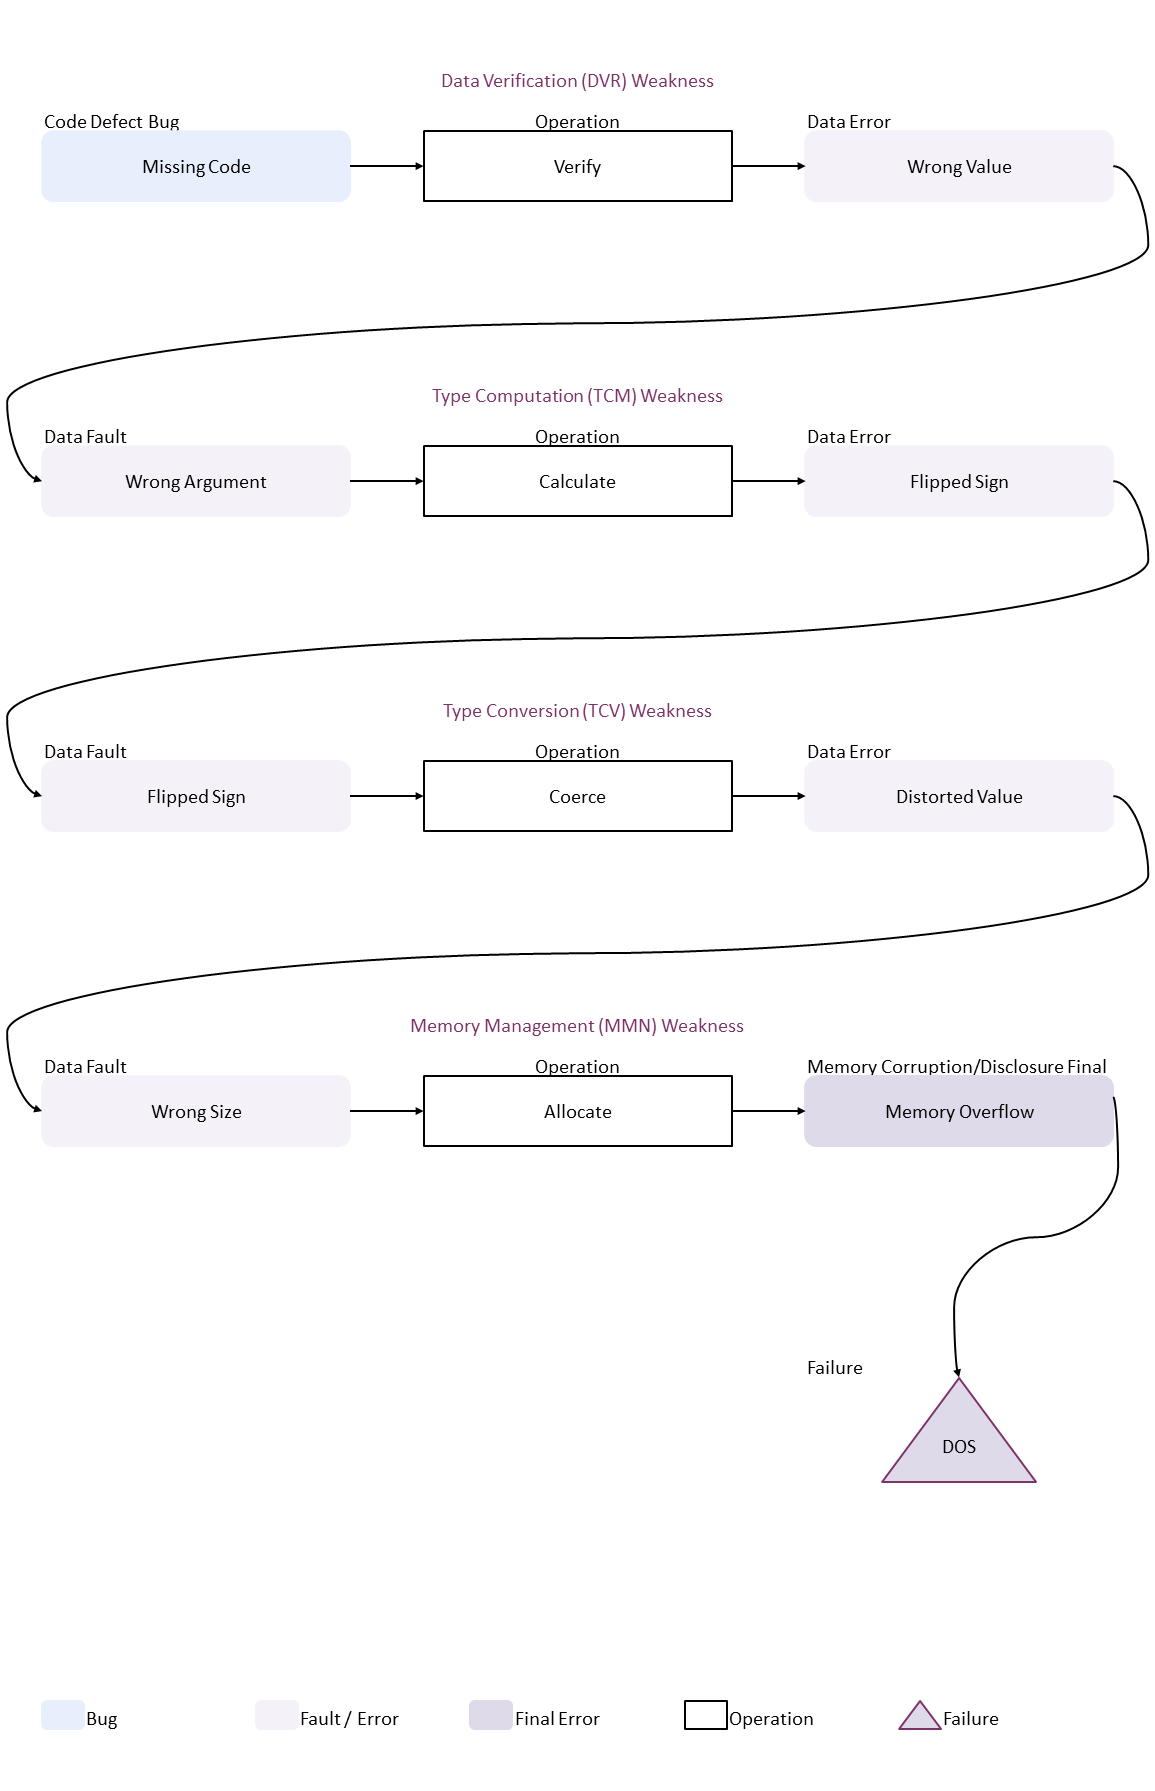 Data Verification (DVR) Weakness
Code Defect Bug
Operation
Data Error
Missing Code
Verify
Wrong Value
Type Computation (TCM) Weakness
Data Fault
Operation
Data Error
Wrong Argument
Calculate
Flipped Sign
Type Conversion (TCV) Weakness
Data Fault
Operation
Data Error
Flipped Sign
Coerce
Distorted Value
Memory Management (MMN) Weakness
Data Fault
Operation
Memory Corruption/Disclosure Final
Wrong Size
Allocate
Memory Overflow
Failure
DOS
Bug
Fault / Error
Final Error
Operation
Failure